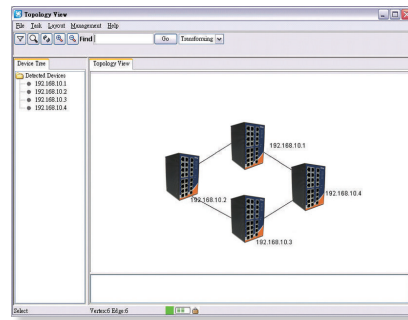 Topology View
File Task Layout Management Help
Find Go Transforming
Device Tree
Topology View
Detected Devices
192.168.10.1
192.168.10.2
192.168.10.3
192.168.10.4
192.168.10.1
192.168.10.4
192.168.10.2
192.168.10.3
Select Vertex:6 Edge:6